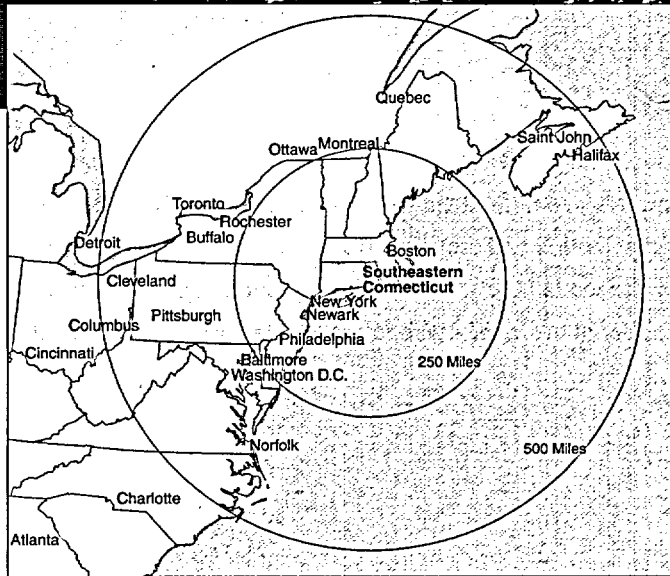 Quebec
Ottawa
Montreal
Saint John
Halifax
Toronto
Rochester
Buffalo
Detroit
Boston
Cleveland
Southeastern
Connecticut
New York
Newark
Pittsburgh
Columbus
Philadelphia
Cincinnati
Baltimore
Washington D.C.
250 Miles
Norfolk
500 Miles
Charlotte
Atlanta